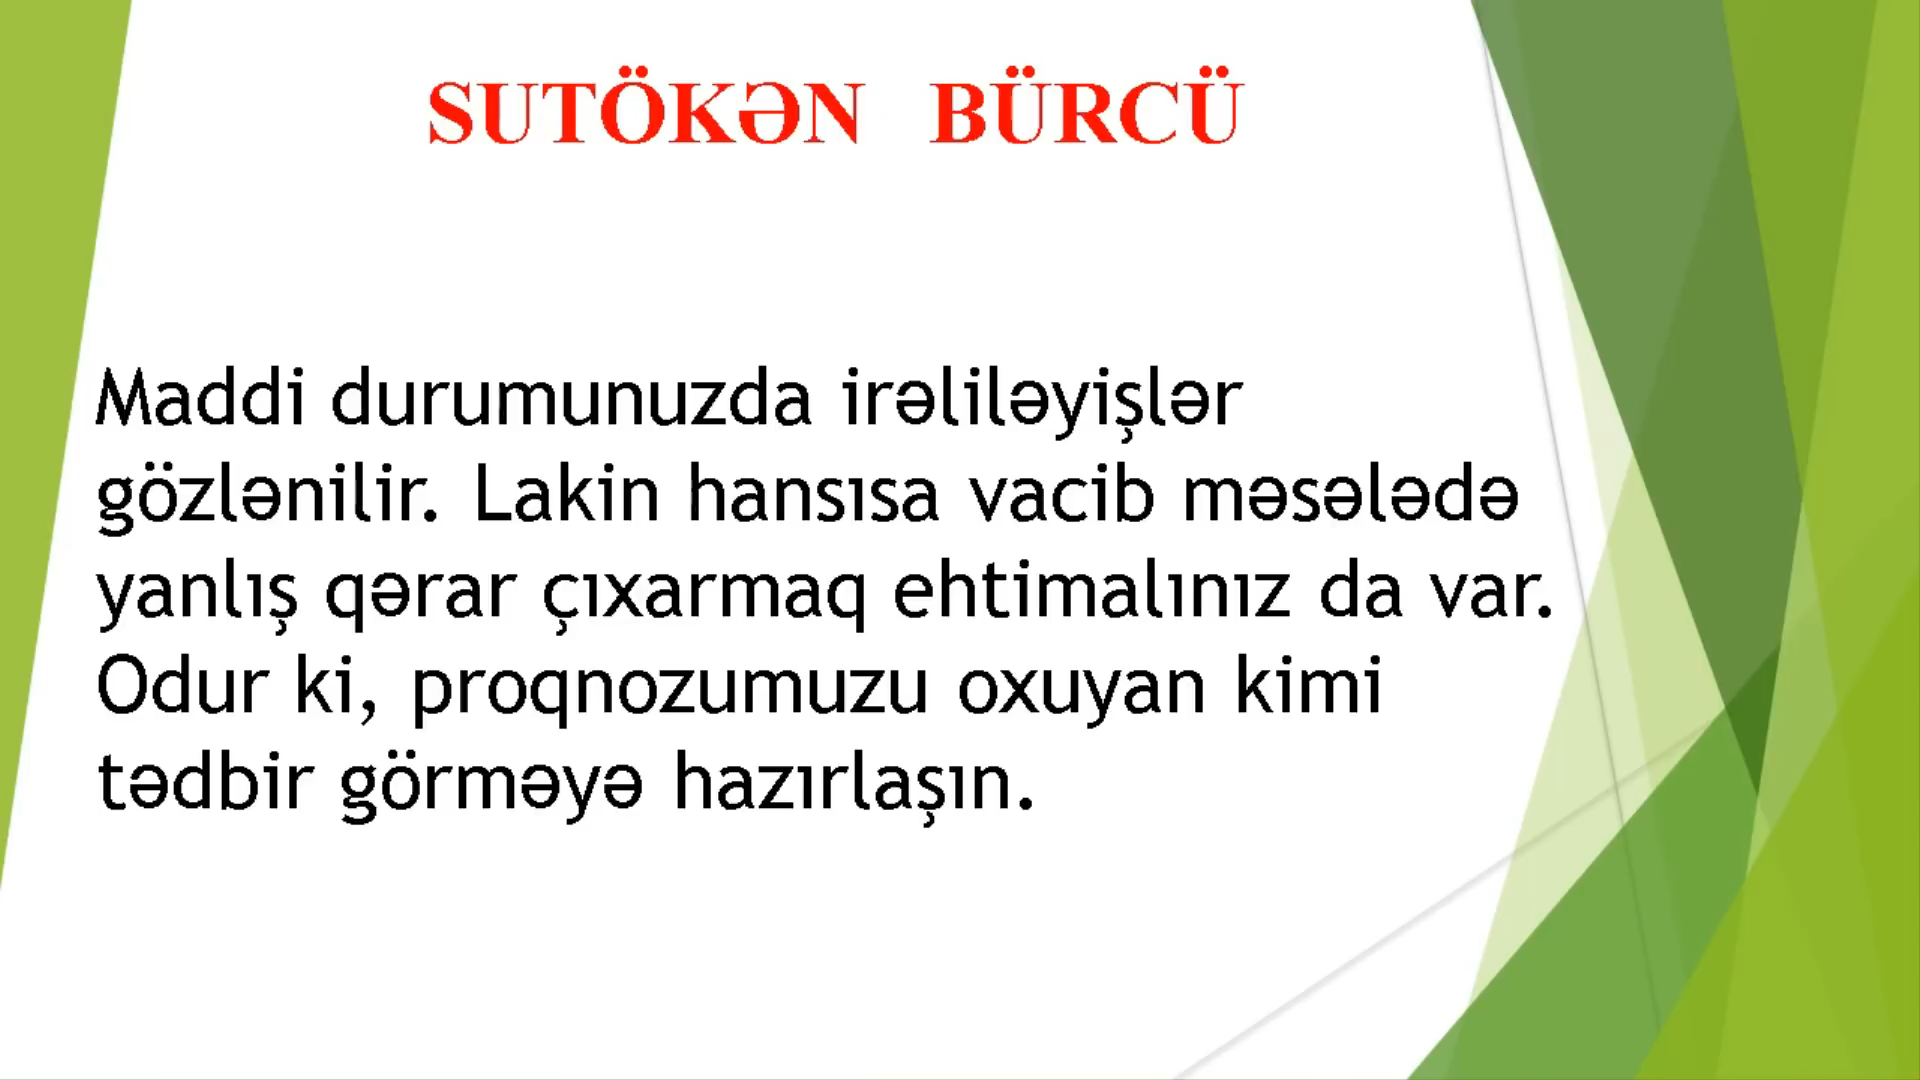 SUTÖKƏN BÜRCÜ
Maddi durumunuzda irəliləyişlər
gözlənilir. Lakin hansısa vacib məsələdə
yanlış qərar çıxarmaq ehtimalınız da var.
Odur ki, proqnozumuzu oxuyan kimi
tədbir görməyə hazırlaşın.